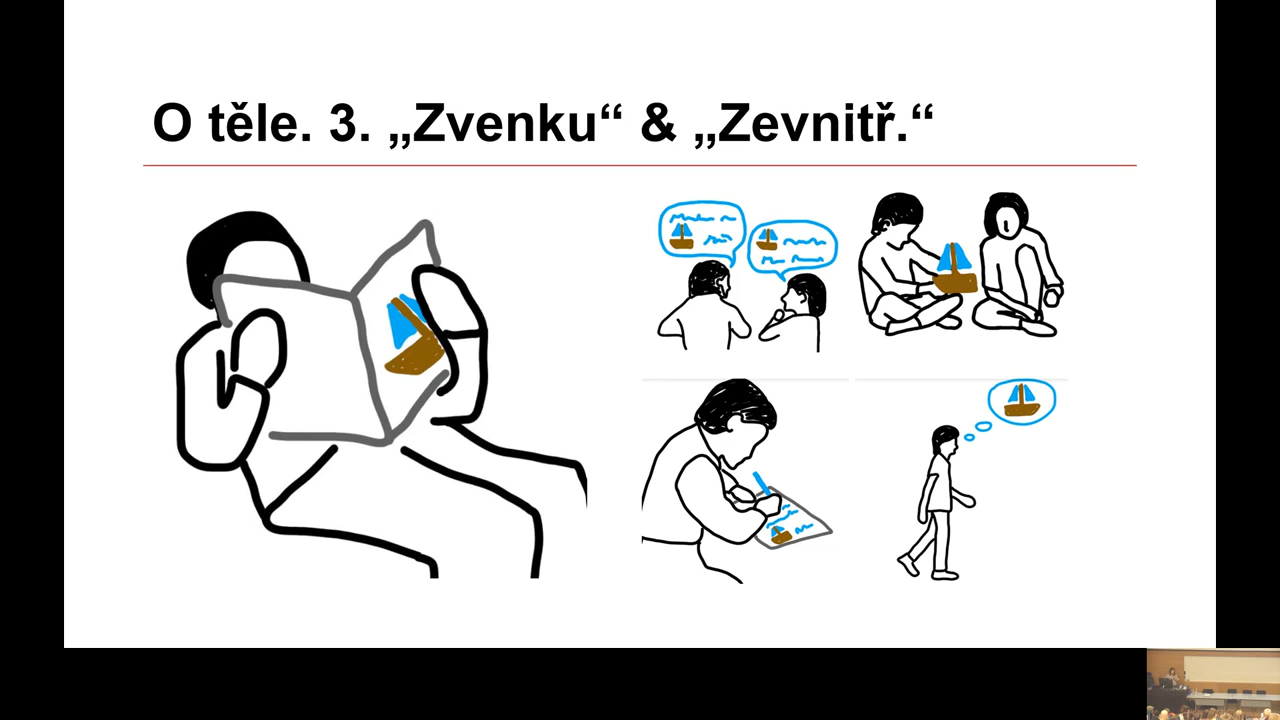 O těle. 3. „Zvenku“ & „Zevnitř.“